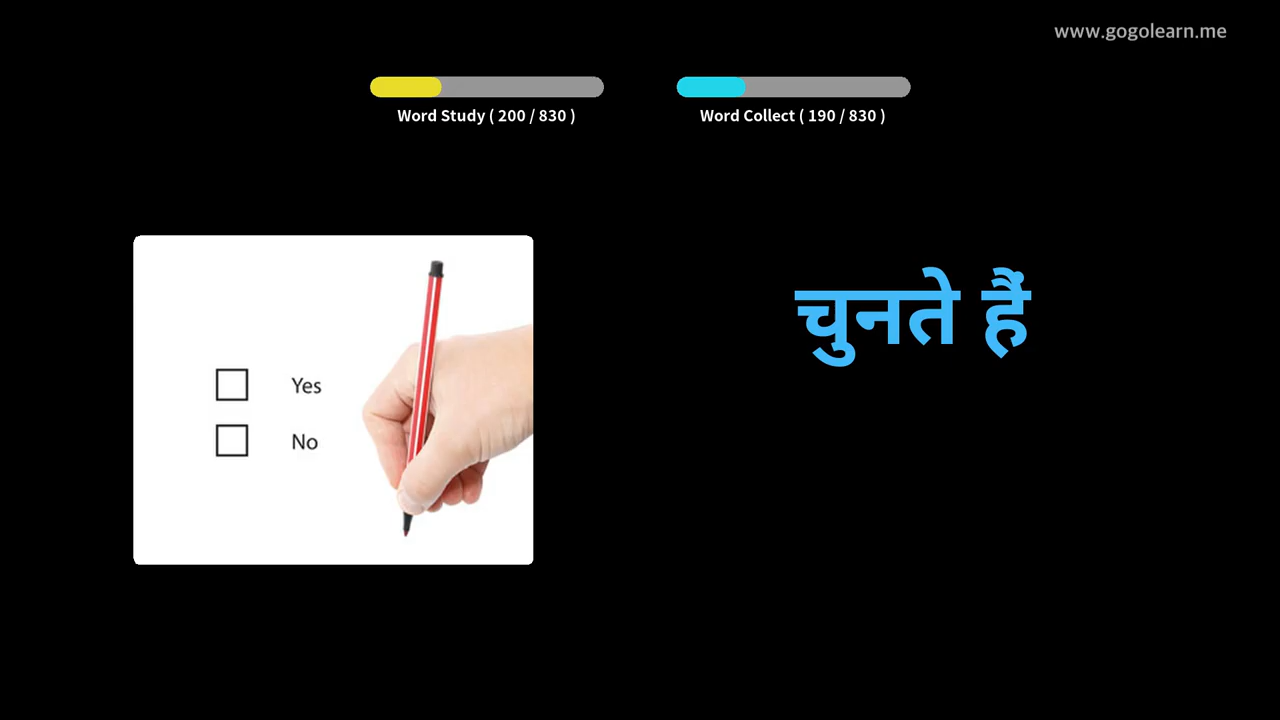 www.gogolearn.me
Word Study ( 200 / 830 )
Word Collect ( 190 / 830 )
चुनते हैं
Yes
No